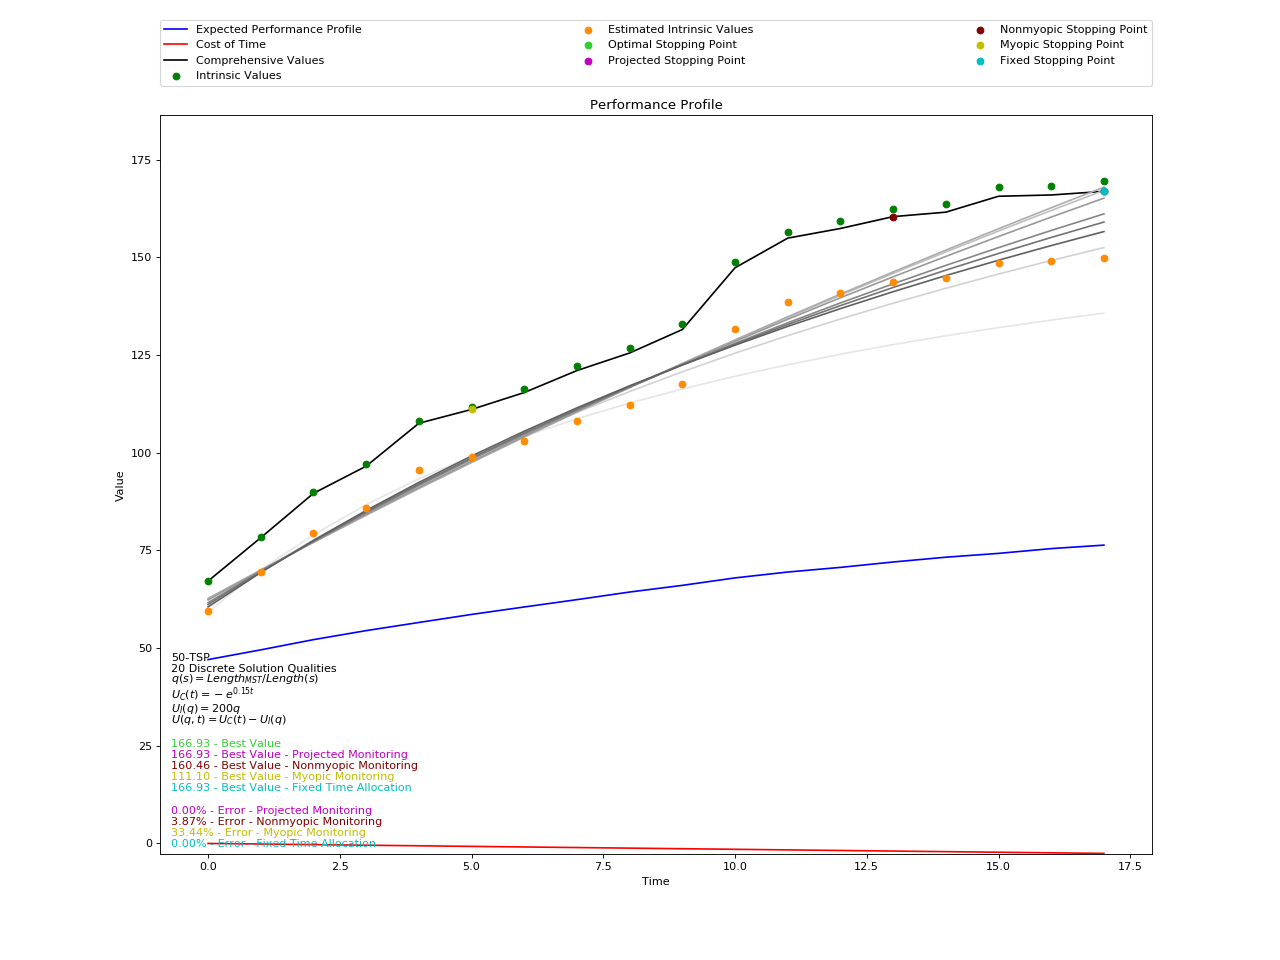 Expected Performance Profile
Cost of Time
Comprehensive Values
Intrinsic Values
Estimated Intrinsic Values
Optimal Stopping Point
Projected Stopping Point
Nonmyopic Stopping Point
Myopic Stopping Point
Fixed Stopping Point
Performance Profile
175
150
125
100
75
50
25
0
Value
50-TSP
20 Discrete Solution Qualities
q(s) = Length_{MST}/Length(s)
U_C(t) = −e^{0.15t}
U_I(q) = 200q
U(q, t) = U_C(t) − U_I(q)
166.93 - Best Value
166.93 - Best Value - Projected Monitoring
160.46 - Best Value - Nonmyopic Monitoring
111.10 - Best Value - Myopic Monitoring
166.93 - Best Value - Fixed Time Allocation
0.00% - Error - Projected Monitoring
3.87% - Error - Nonmyopic Monitoring
33.44% - Error - Myopic Monitoring
0.00% - Error - Fixed Time Allocation
0.0 2.5 5.0 7.5 10.0 12.5 15.0 17.5
Time